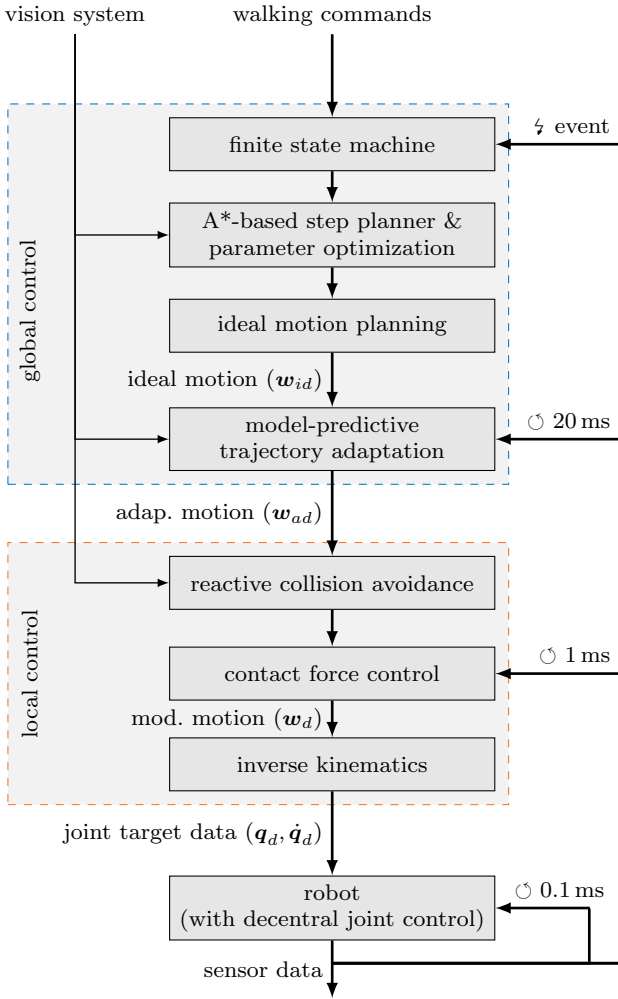 vision system
walking commands
finite state machine
↯ event
A*-based step planner &
parameter optimization
global control
ideal motion planning
ideal motion (w_id)
model-predictive
trajectory adaptation
↺ 20 ms
adap. motion (w_ad)
reactive collision avoidance
local control
contact force control
↺ 1 ms
mod. motion (w_d)
inverse kinematics
joint target data (q_d, q̇_d)
robot
(with decentral joint control)
↺ 0.1 ms
sensor data